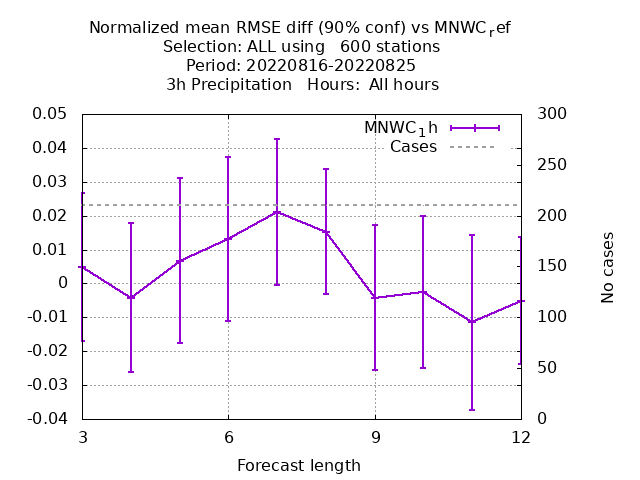 Normalized mean RMSE diff (90% conf) vs MNWC_ref
Selection: ALL using   600 stations
Period: 20220816-20220825
3h Precipitation   Hours:  All hours
MNWC_1h
Cases
0.05
0.04
0.03
0.02
0.01
0
-0.01
-0.02
-0.03
-0.04
300
250
200
150
100
50
0
No cases
3 6 9 12
Forecast length